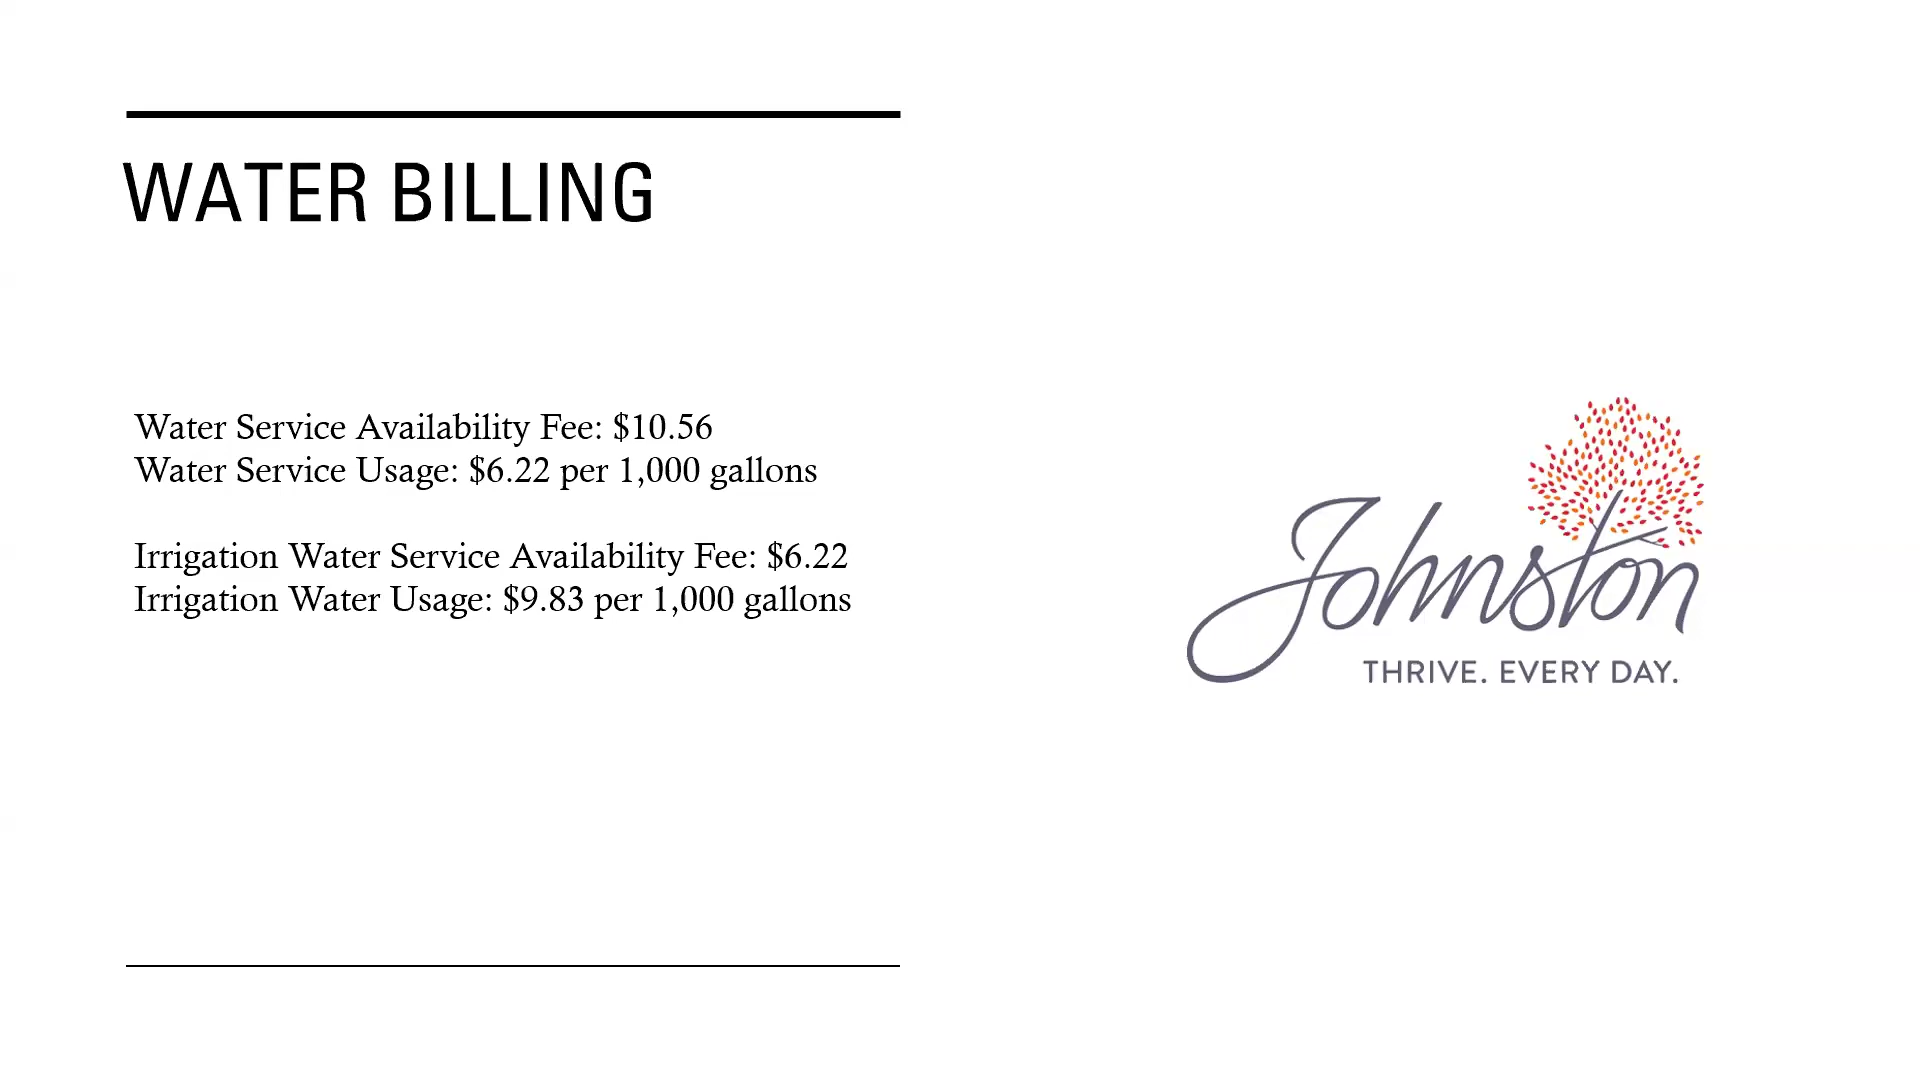 WATER BILLING
Water Service Availability Fee: $10.56
Water Service Usage: $6.22 per 1,000 gallons
Irrigation Water Service Availability Fee: $6.22
Irrigation Water Usage: $9.83 per 1,000 gallons
Johnston
THRIVE. EVERY DAY.